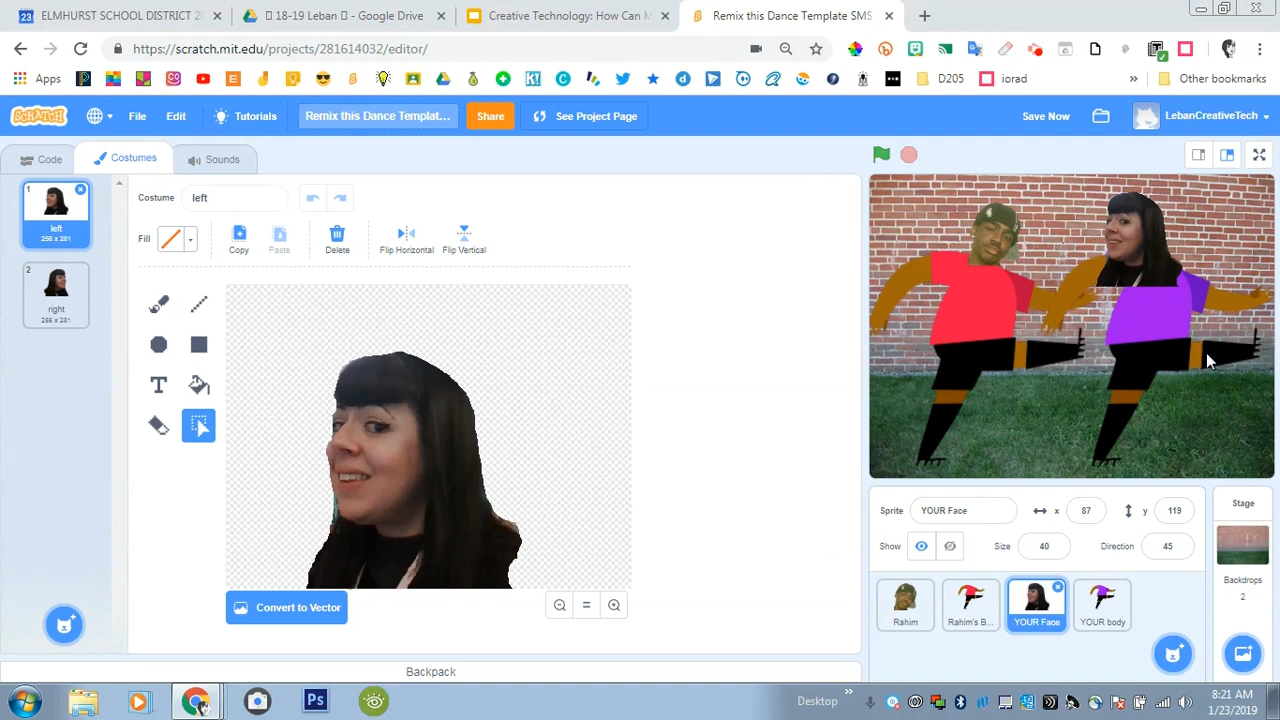 ELMHURST SCHOOL DISTRICT 20
18-19 Leban - Google Drive
Creative Technology: How Can M
Remix this Dance Template SMS
https://scratch.mit.edu/projects/281614032/editor/
Apps
D205
iorad
» Other bookmarks
SCRATCH
File
Edit
Tutorials
Remix this Dance Templat...
Share
See Project Page
Save Now
LebanCreativeTech
Code
Costumes
Sounds
1
left
256 x 281
2
right
256 x 281
Costume
left
Fill
Copy
Paste
Delete
Flip Horizontal
Flip Vertical
T
Convert to Vector
Backpack
Sprite
YOUR Face
x
87
y
119
Show
Size
40
Direction
45
Rahim
Rahim's B...
YOUR Face
YOUR body
Stage
Backdrops
2
Ps
Desktop
8:21 AM
1/23/2019